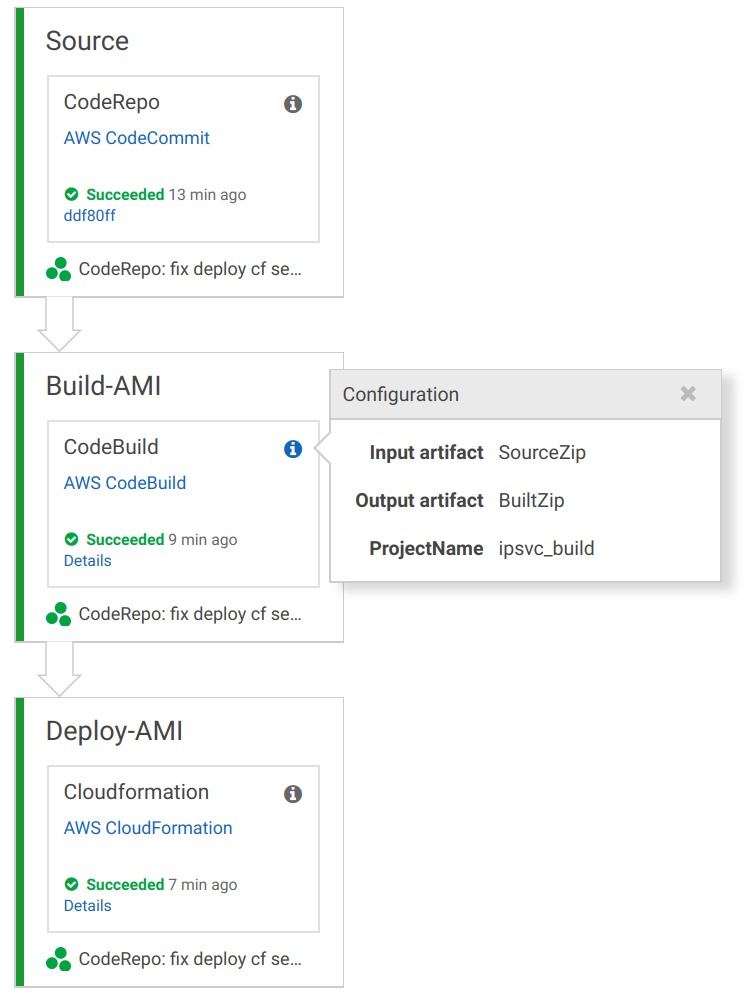 Source
CodeRepo
AWS CodeCommit
Succeeded 13 min ago
ddf80ff
CodeRepo: fix deploy cf se...
Build-AMI
CodeBuild
AWS CodeBuild
Succeeded 9 min ago
Details
CodeRepo: fix deploy cf se...
Configuration
Input artifact SourceZip
Output artifact BuiltZip
ProjectName ipsvc_build
Deploy-AMI
Cloudformation
AWS CloudFormation
Succeeded 7 min ago
Details
CodeRepo: fix deploy cf se...